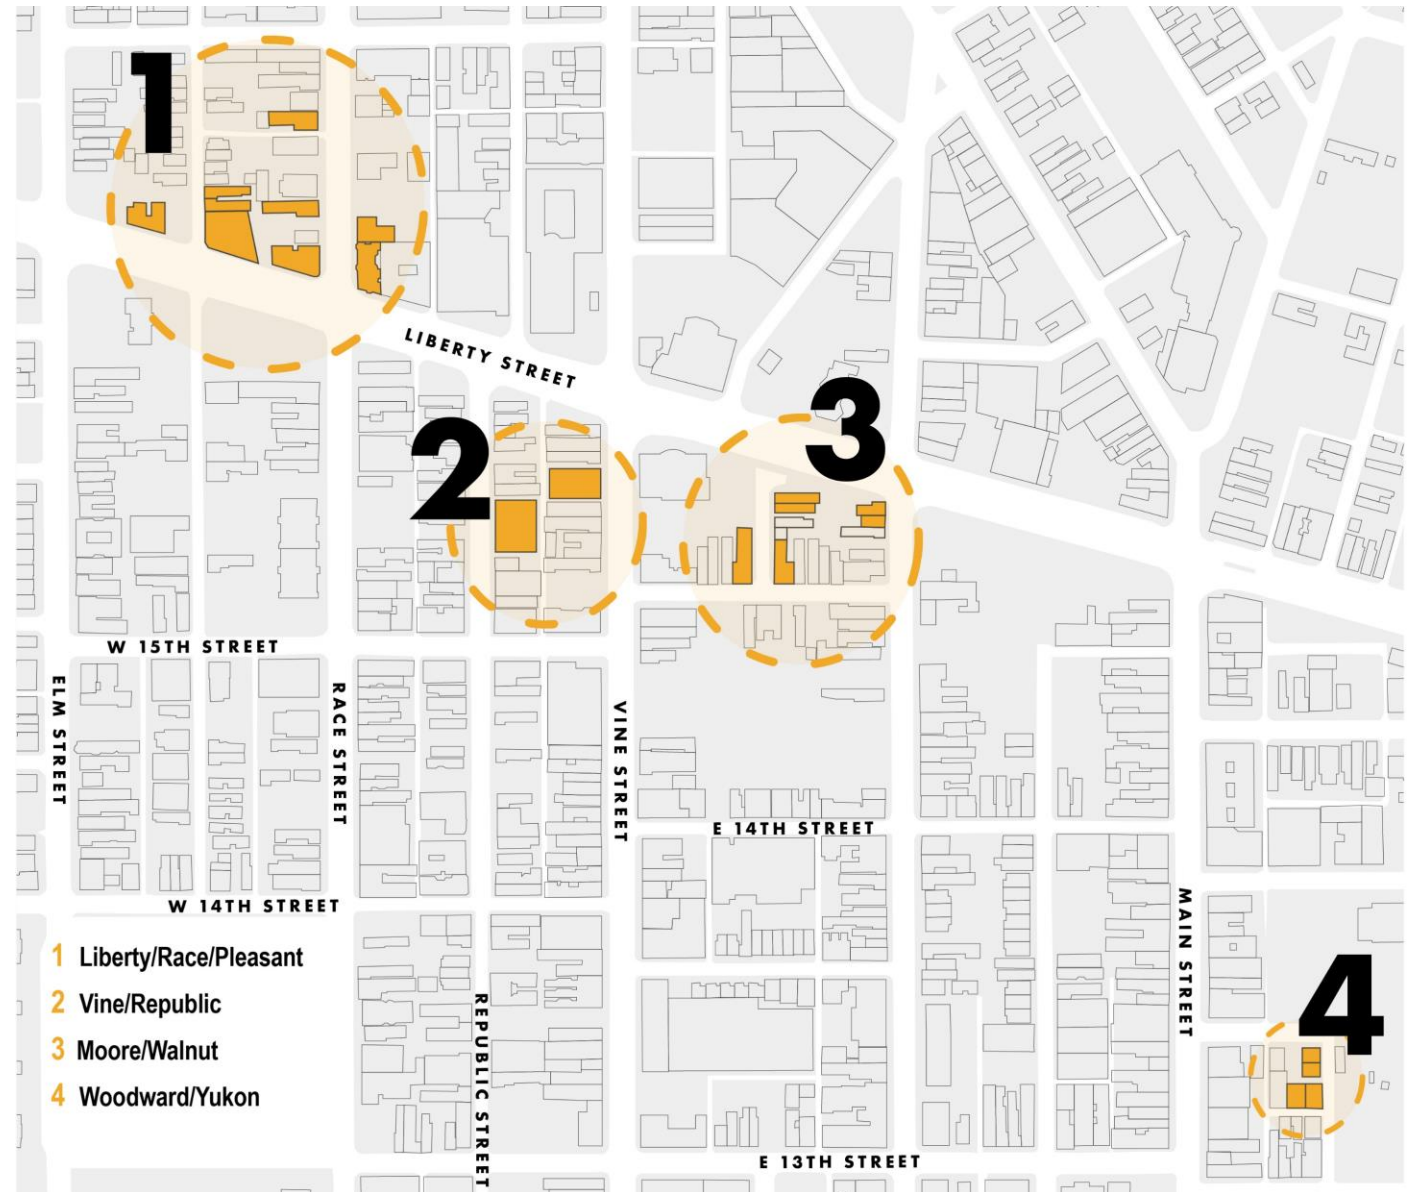 1
LIBERTY STREET
2
3
W 15TH STREET
ELM STREET
RACE STREET
VINE STREET
E 14TH STREET
W 14TH STREET
MAIN STREET
1 Liberty/Race/Pleasant
2 Vine/Republic
3 Moore/Walnut
4 Woodward/Yukon
REPUBLIC STREET
4
E 13TH STREET